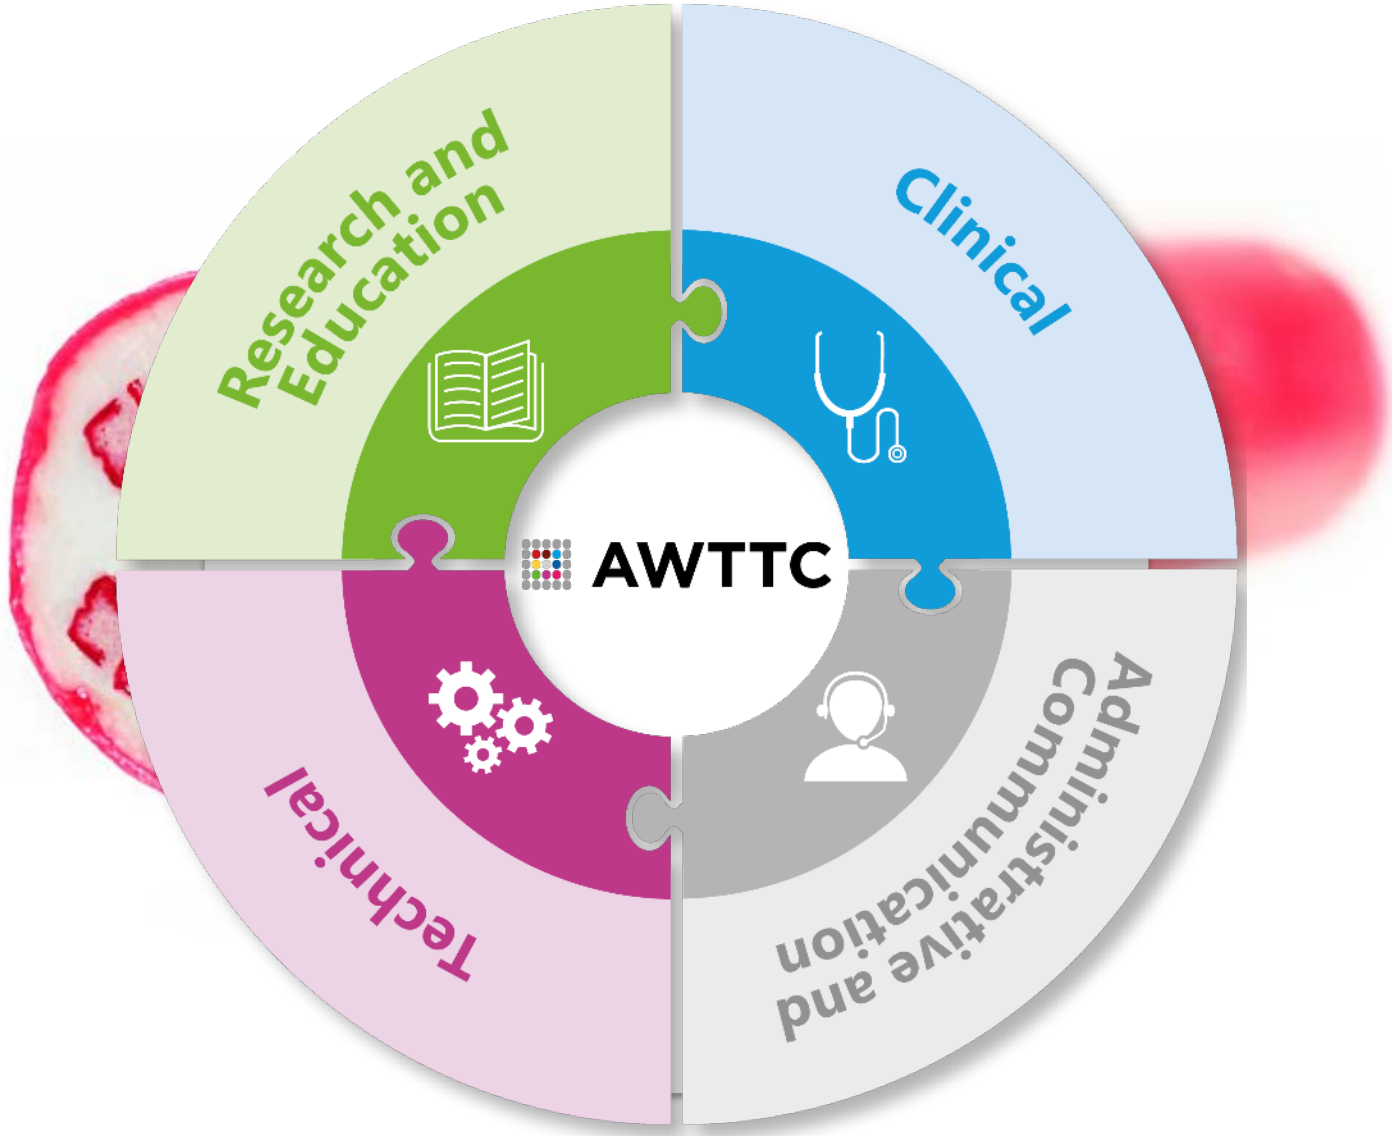 Research and
Education
Clinical
AWTTC
Technical
Administrative and
Communication